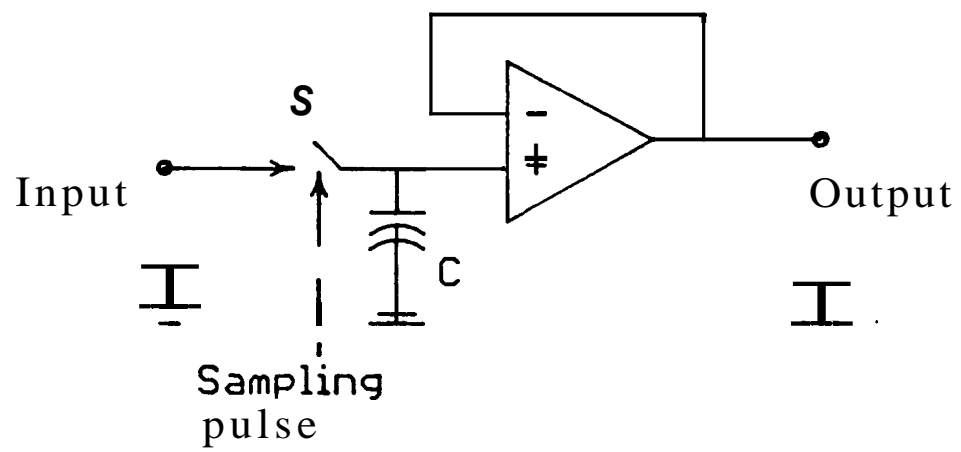 S
-
+
Input
Output
C
Sampling
pulse